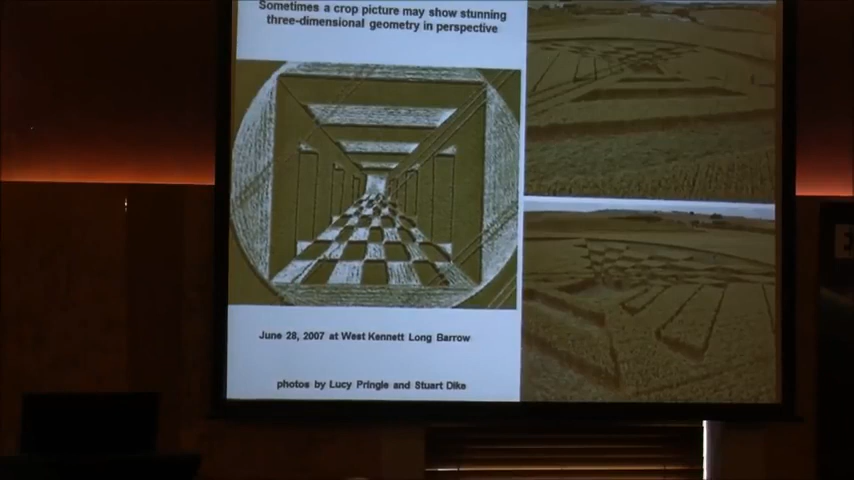 Sometimes a crop picture may show stunning
three-dimensional geometry in perspective
June 28, 2007 at West Kennett Long Barrow
photos by Lucy Pringle and Stuart Dike